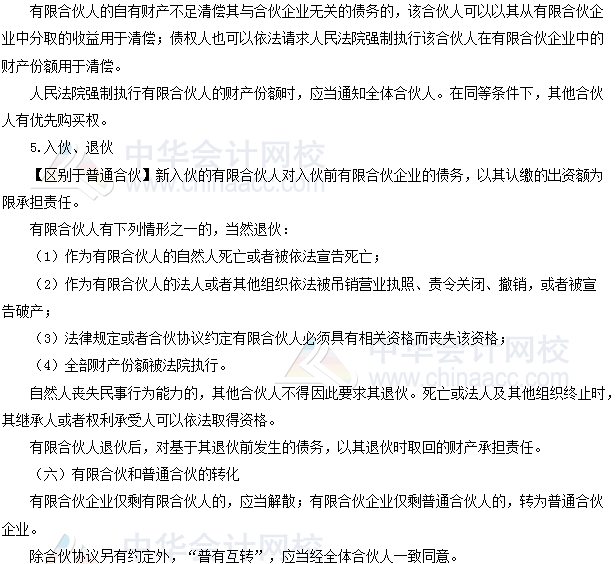 有限合伙人的自有财产不足清偿其与合伙企业无关的债务的，该合伙人可以以其从有限合伙企
业中分取的收益用于清偿；债权人也可以依法请求人民法院强制执行该合伙人在有限合伙企业中的
财产份额用于清偿。
人民法院强制执行有限合伙人的财产份额时，应当通知全体合伙人。在同等条件下，其他合伙
人有优先购买权。
5.入伙、退伙
【区别于普通合伙】新入伙的有限合伙人对入伙前有限合伙企业的债务，以其认缴的出资额为
限承担责任。
有限合伙人有下列情形之一的，当然退伙：
（1）作为有限合伙人的自然人死亡或者被依法宣告死亡；
（2）作为有限合伙人的法人或者其他组织依法被吊销营业执照、责令关闭、撤销，或者被宣
告破产；
（3）法律规定或者合伙协议约定有限合伙人必须具有相关资格而丧失该资格；
（4）全部财产份额被法院执行。
自然人丧失民事行为能力的，其他合伙人不得因此要求其退伙。死亡或法人及其他组织终止时，
其继承人或者权利承受人可以依法取得资格。
有限合伙人退伙后，对基于其退伙前发生的债务，以其退伙时取回的财产承担责任。
（六）有限合伙和普通合伙的转化
有限合伙企业仅剩有限合伙人的，应当解散；有限合伙企业仅剩普通合伙人的，转为普通合伙
企业。
除合伙协议另有约定外，“普有互转”，应当经全体合伙人一致同意。
中华会计网校
www.chinaacc.com
中华会计网校
www.chinaacc.com